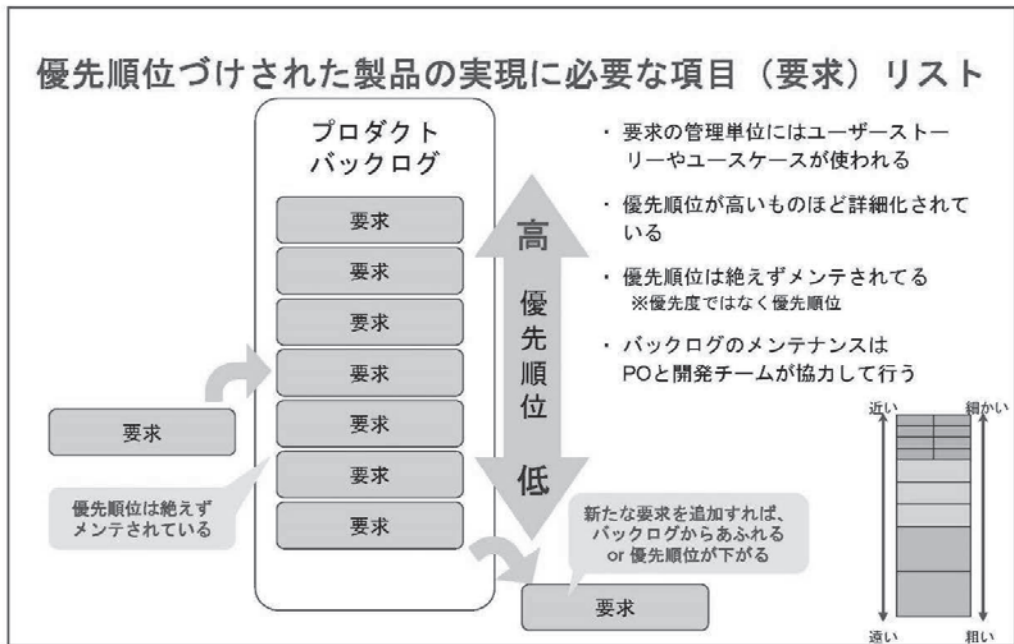 優先順位づけされた製品の実現に必要な項目（要求）リスト
プロダクト
バックログ
要求
要求
要求
要求
要求
要求
要求
要求
優先順位は絶えず
メンテされている
高
優先順位
低
新たな要求を追加すれば、
バックログからあふれる
or 優先順位が下がる
要求
・ 要求の管理単位にはユーザーストー
リーやユースケースが使われる
・ 優先順位が高いものほど詳細化されて
いる
・ 優先順位は絶えずメンテされてる
※優先度ではなく優先順位
・ バックログのメンテナンスは
POと開発チームが協力して行う
近い
細かい
遠い
粗い